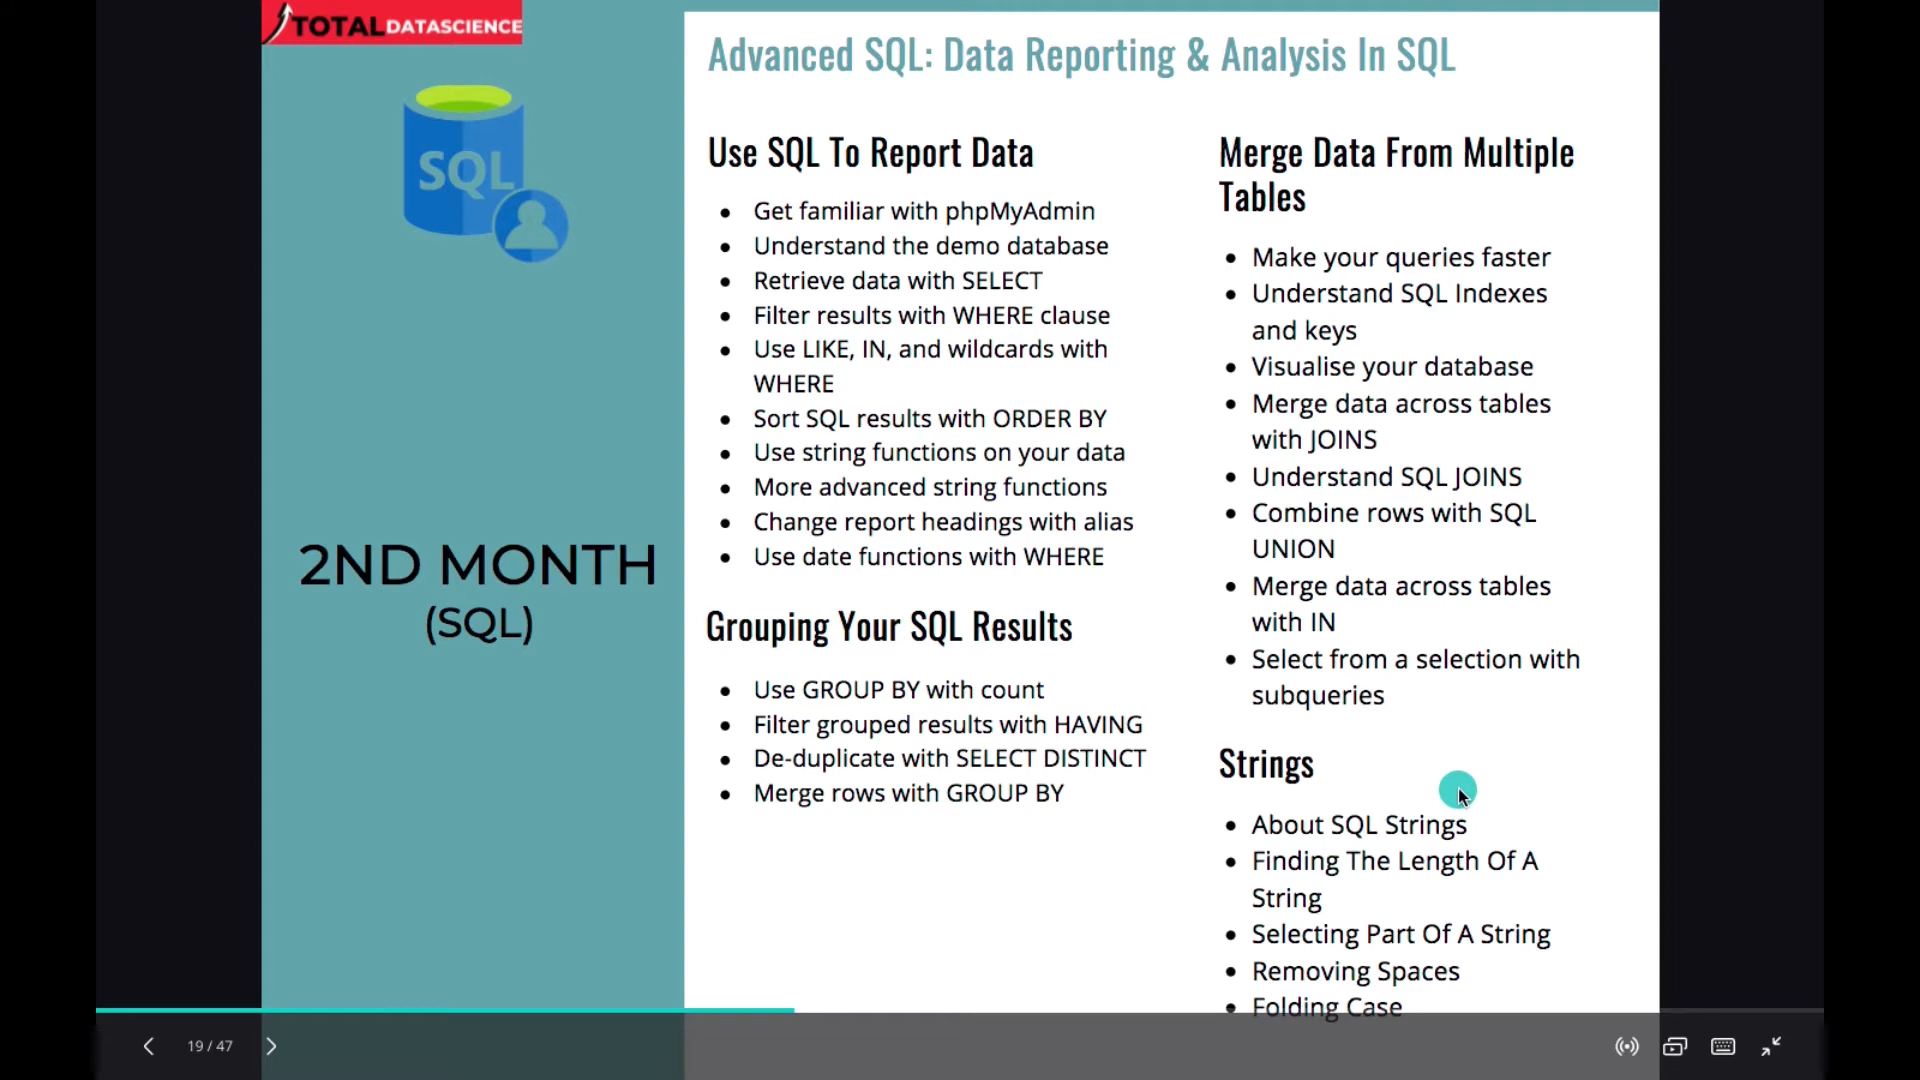 TOTAL DATASCIENCE
SQL
2ND MONTH
(SQL)
Advanced SQL: Data Reporting & Analysis In SQL
Use SQL To Report Data
Get familiar with phpMyAdmin
Understand the demo database
Retrieve data with SELECT
Filter results with WHERE clause
Use LIKE, IN, and wildcards with
WHERE
Sort SQL results with ORDER BY
Use string functions on your data
More advanced string functions
Change report headings with alias
Use date functions with WHERE
Grouping Your SQL Results
Use GROUP BY with count
Filter grouped results with HAVING
De-duplicate with SELECT DISTINCT
Merge rows with GROUP BY
Merge Data From Multiple
Tables
Make your queries faster
Understand SQL Indexes
and keys
Visualise your database
Merge data across tables
with JOINS
Understand SQL JOINS
Combine rows with SQL
UNION
Merge data across tables
with IN
Select from a selection with
subqueries
Strings
About SQL Strings
Finding The Length Of A
String
Selecting Part Of A String
Removing Spaces
Folding Case
19 / 47